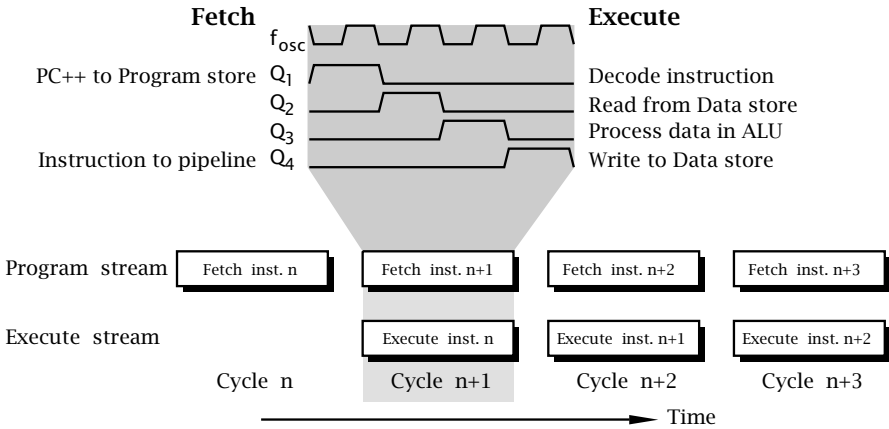 Fetch Execute
fosc
PC++ to Program store Q1 Decode instruction
Q2 Read from Data store
Q3 Process data in ALU
Instruction to pipeline Q4 Write to Data store
Program stream Fetch inst. n Fetch inst. n+1 Fetch inst. n+2 Fetch inst. n+3
Execute stream Execute inst. n Execute inst. n+1 Execute inst. n+2
Cycle n Cycle n+1 Cycle n+2 Cycle n+3
Time